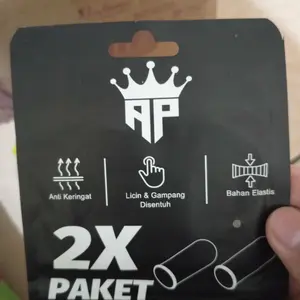 AP
Anti Keringat
Licin & Gampang
Disentuh
Bahan Elastis
2X
PAKET